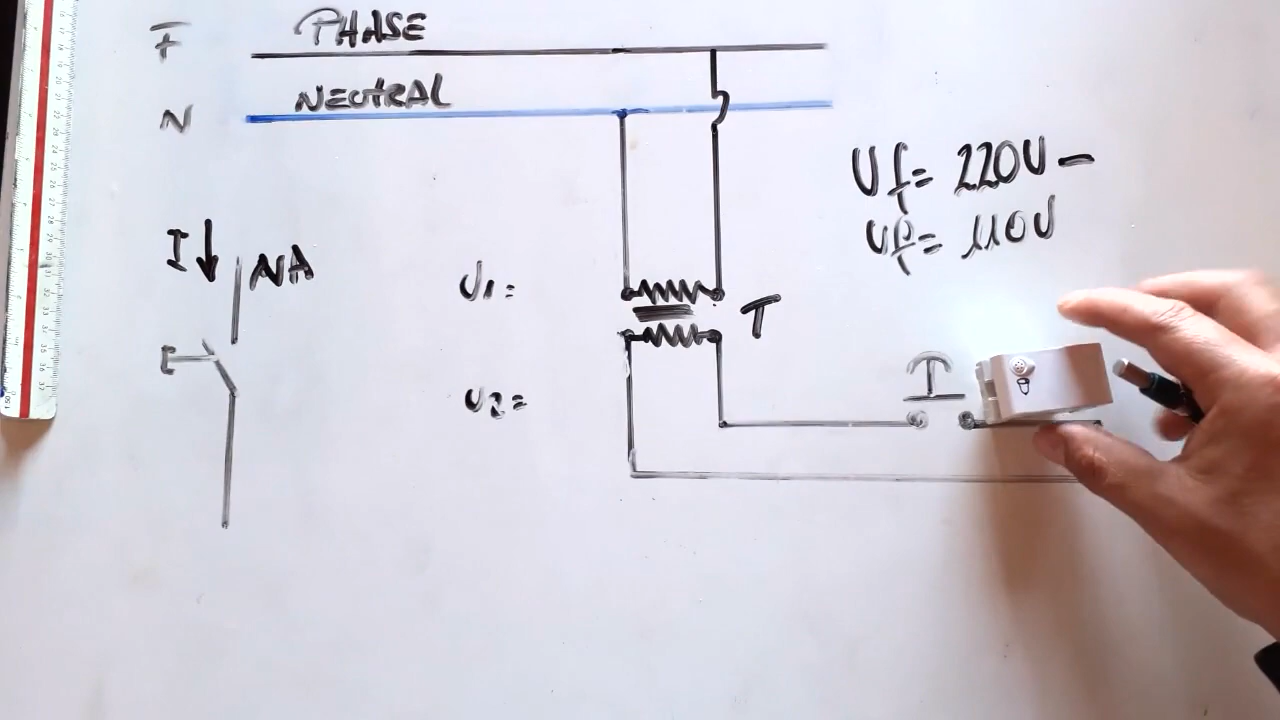 F PHASE
N NEUTRAL
Uf= 220V-
Uf= 110V
I NA
U1=
T
U2=